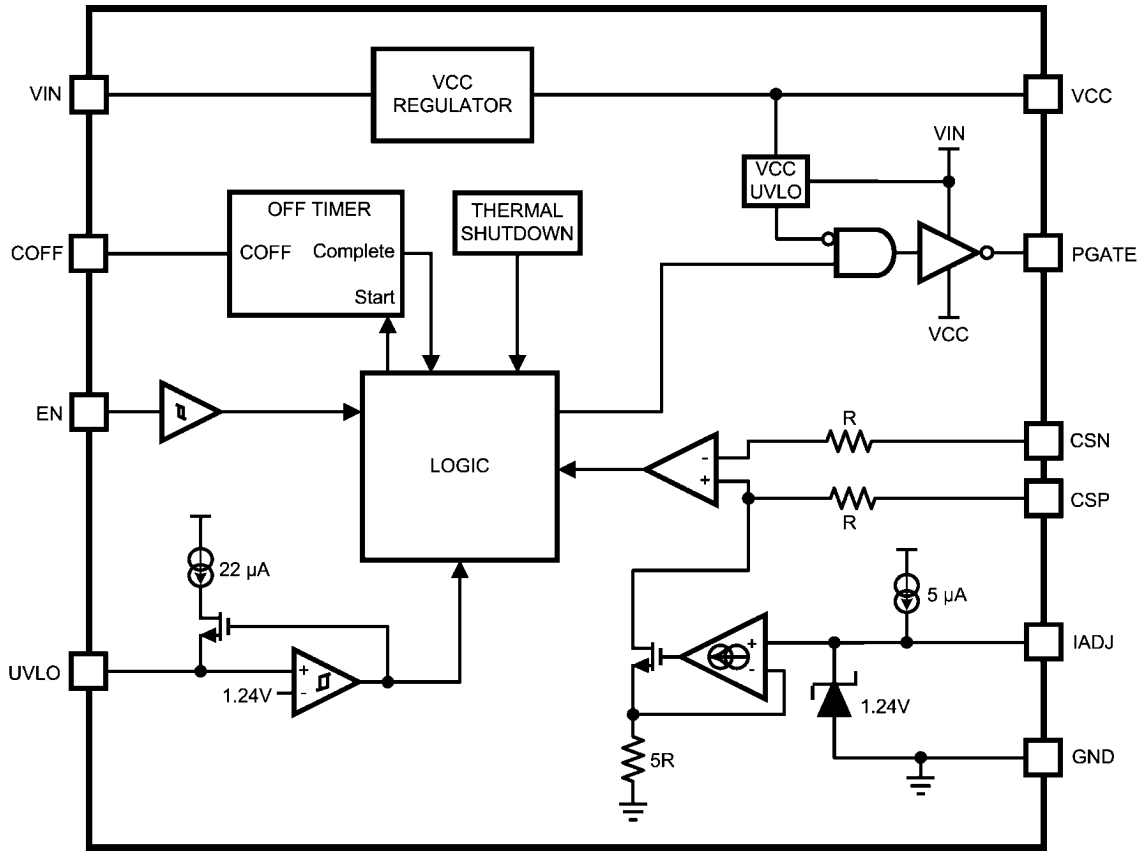 VIN
VCC
REGULATOR
VCC
VIN
VCC
UVLO
OFF TIMER
COFF
COFF
Complete
Start
THERMAL
SHUTDOWN
PGATE
VCC
EN
LOGIC
R
CSN
-
+
R
CSP
22 µA
5 µA
UVLO
+
-
1.24V
+
-
IADJ
1.24V
5R
GND